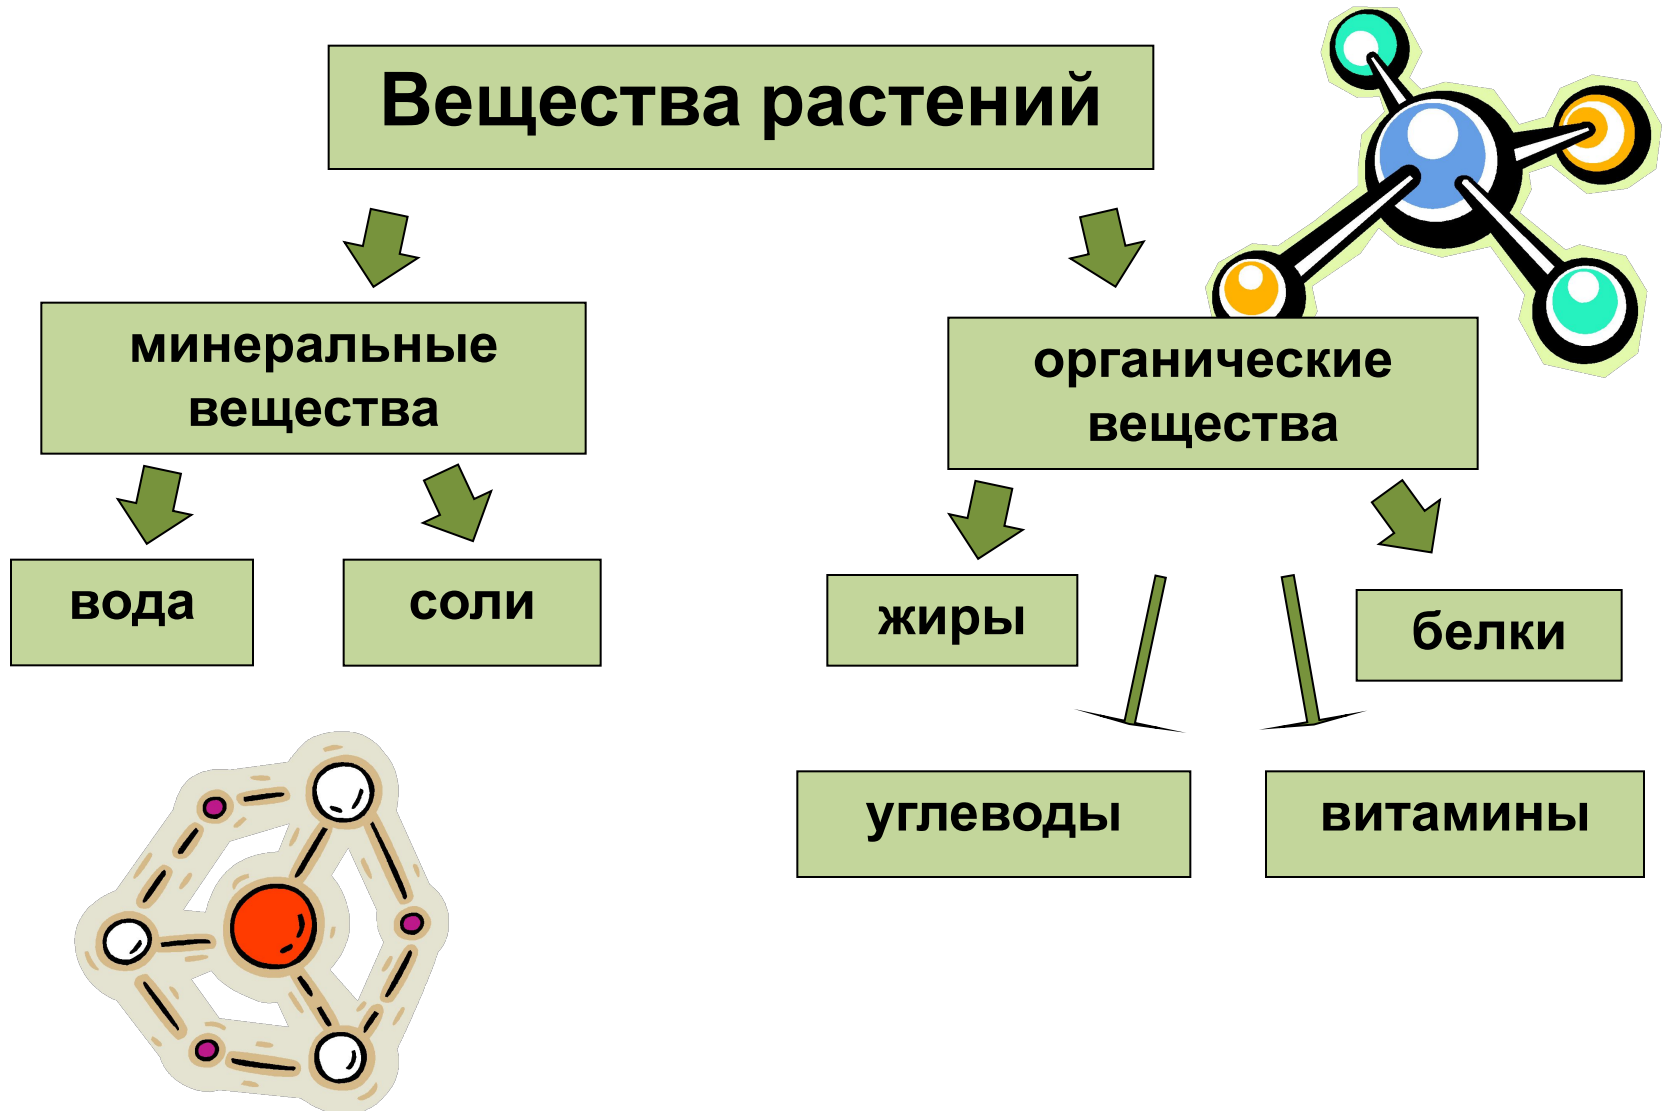 Вещества растений
минеральные
вещества
органические
вещества
вода
соли
жиры
белки
углеводы
витамины